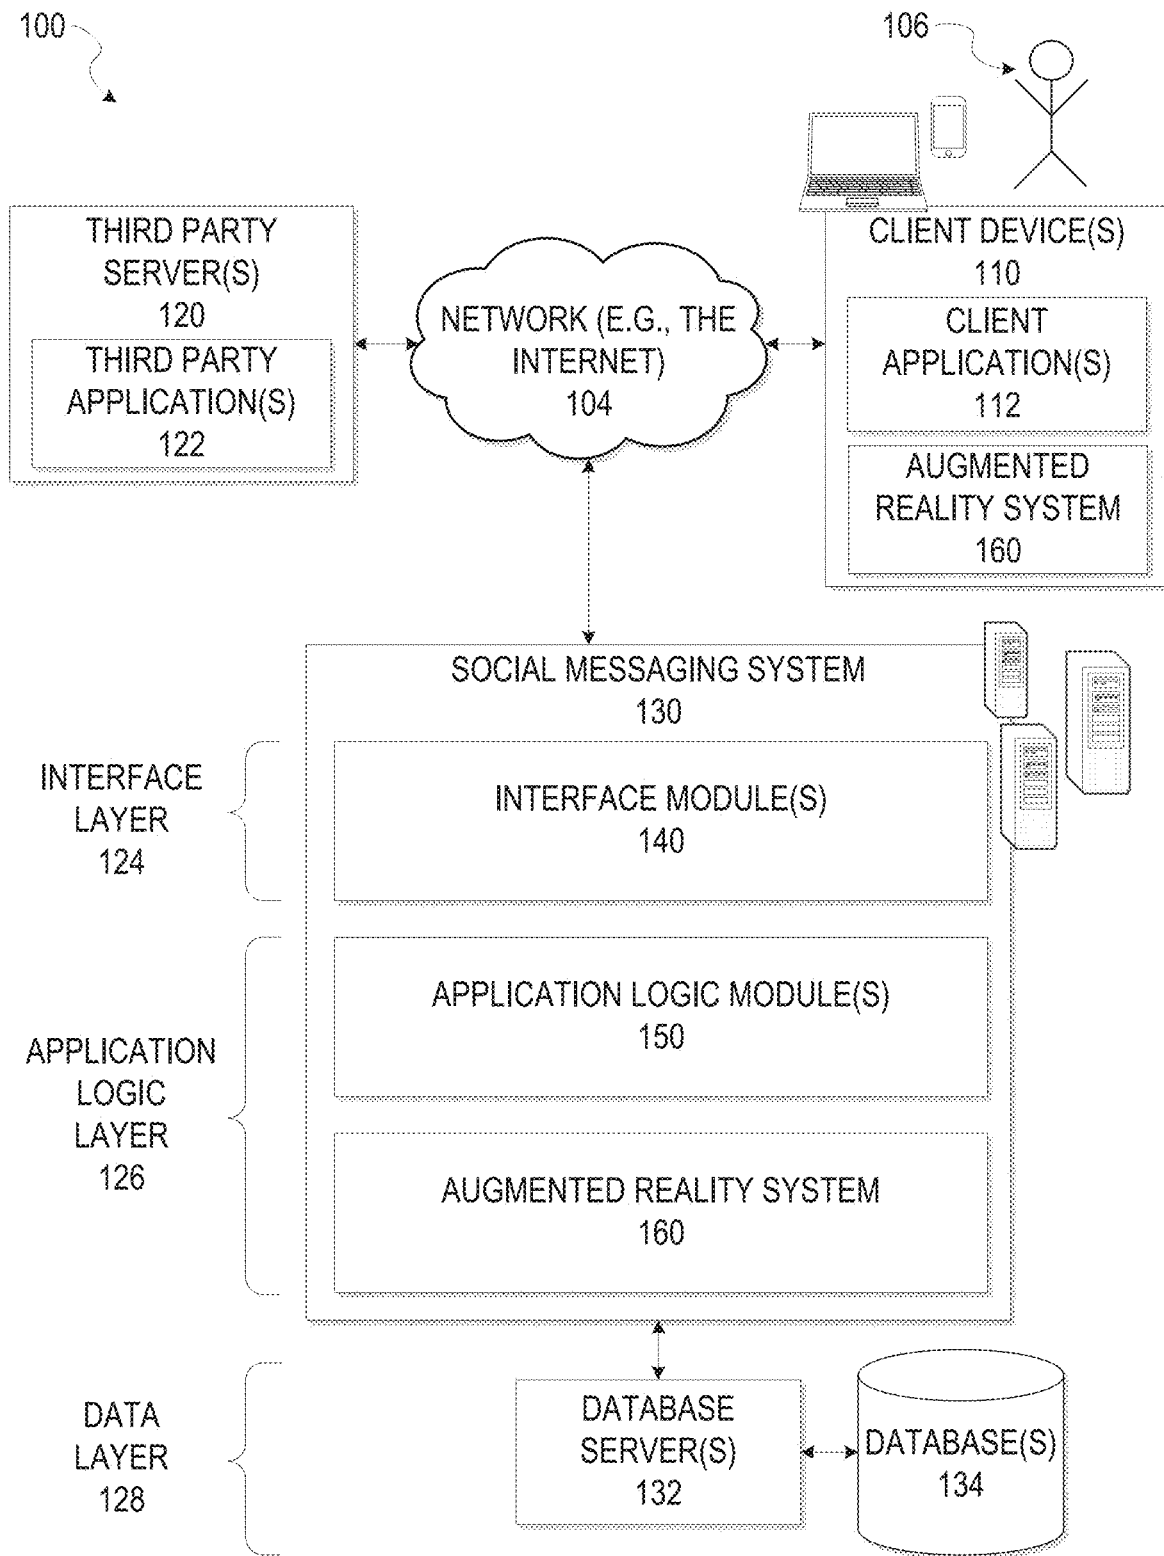 100
106
THIRD PARTY
SERVER(S)
120
THIRD PARTY
APPLICATION(S)
122
NETWORK (E.G., THE
INTERNET)
104
CLIENT DEVICE(S)
110
CLIENT
APPLICATION(S)
112
AUGMENTED
REALITY SYSTEM
160
SOCIAL MESSAGING SYSTEM
130
INTERFACE
LAYER
124
INTERFACE MODULE(S)
140
APPLICATION
LOGIC
LAYER
126
APPLICATION LOGIC MODULE(S)
150
AUGMENTED REALITY SYSTEM
160
DATA
LAYER
128
DATABASE
SERVER(S)
132
DATABASE(S)
134